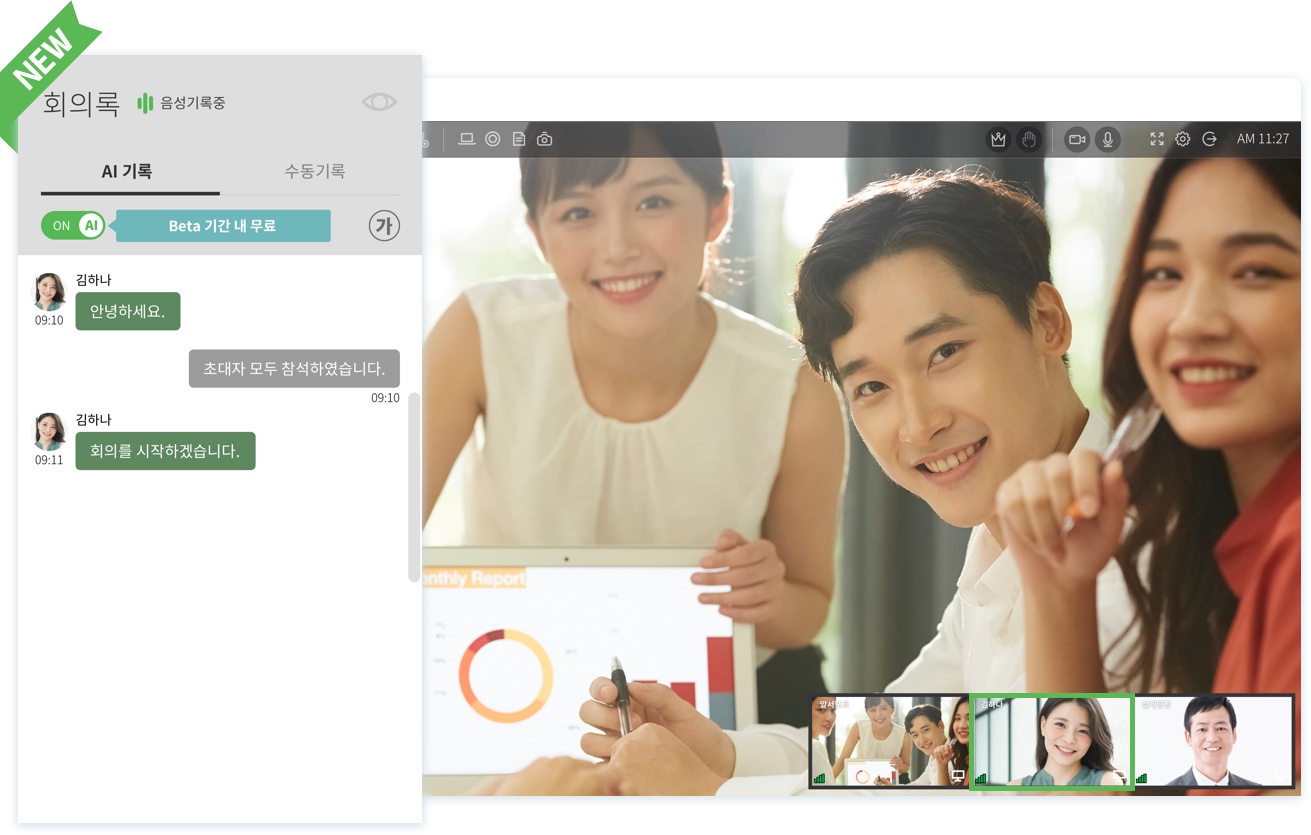 NEW
회의록
음성기록중
AI 기록
수동기록
ON AI
Beta 기간 내 무료
가
김하나
안녕하세요.
09:10
초대자 모두 참석하였습니다.
09:10
김하나
회의를 시작하겠습니다.
09:11
AM 11:27
onthly Report
김하나